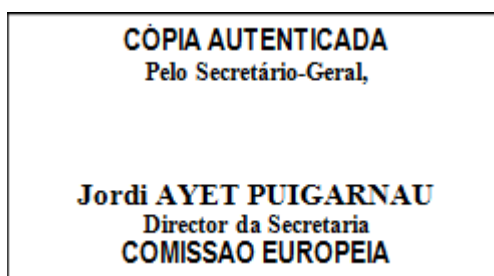 CÓPIA AUTENTICADA
Pelo Secretário-Geral,
Jordi AYET PUIGARNAU
Director da Secretaria
COMISSAO EUROPEIA